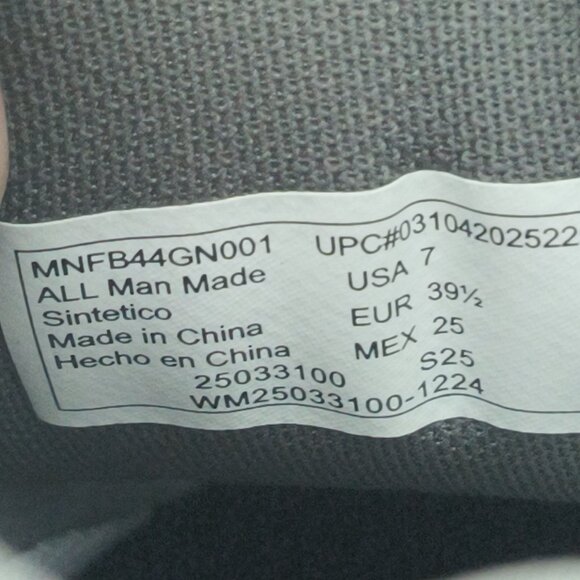 MNFB44GN001
ALL Man Made
Sintetico
Made in China
Hecho en China
25033100
WM25033100-1224
UPC#03104202522
USA 7
EUR 39½
MEX 25
S25